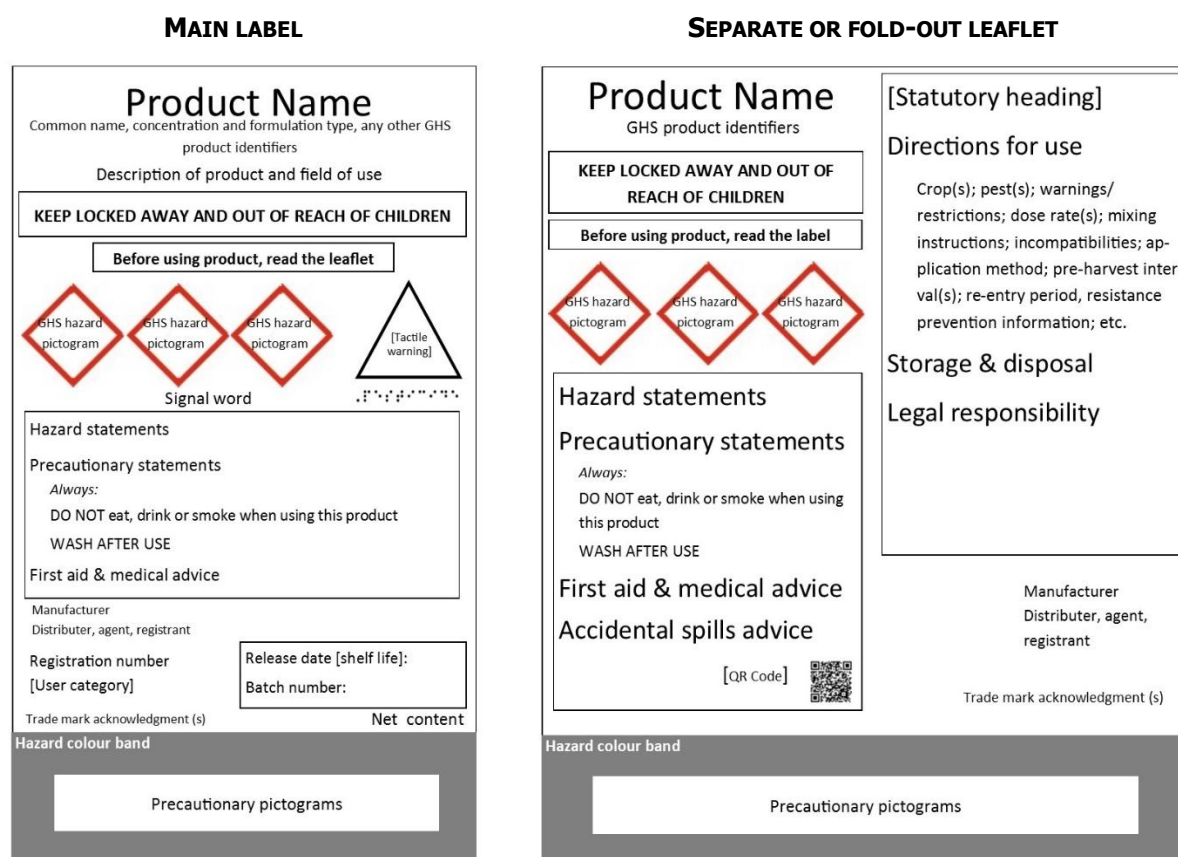 MAIN LABEL
Product Name
Common name, concentration and formulation type, any other GHS
product identifiers
Description of product and field of use
KEEP LOCKED AWAY AND OUT OF REACH OF CHILDREN
Before using product, read the leaflet
GHS hazard
pictogram
GHS hazard
pictogram
GHS hazard
pictogram
[Tactile
warning]
Signal word
⠠⠏⠑⠎⠞⠊⠉⠊⠙⠑
Hazard statements
Precautionary statements
Always:
DO NOT eat, drink or smoke when using this product
WASH AFTER USE
First aid & medical advice
Manufacturer
Distributer, agent, registrant
Registration number
[User category]
Release date [shelf life]:
Batch number:
Trade mark acknowledgment (s)
Net content
Hazard colour band
Precautionary pictograms
SEPARATE OR FOLD-OUT LEAFLET
Product Name
GHS product identifiers
KEEP LOCKED AWAY AND OUT OF
REACH OF CHILDREN
Before using product, read the label
GHS hazard
pictogram
GHS hazard
pictogram
GHS hazard
pictogram
Hazard statements
Precautionary statements
Always:
DO NOT eat, drink or smoke when using
this product
WASH AFTER USE
First aid & medical advice
Accidental spills advice
[QR Code]
[Statutory heading]
Directions for use
Crop(s); pest(s); warnings/
restrictions; dose rate(s); mixing
instructions; incompatibilities; ap-
plication method; pre-harvest inter
val(s); re-entry period, resistance
prevention information; etc.
Storage & disposal
Legal responsibility
Manufacturer
Distributer, agent,
registrant
Trade mark acknowledgment (s)
Hazard colour band
Precautionary pictograms